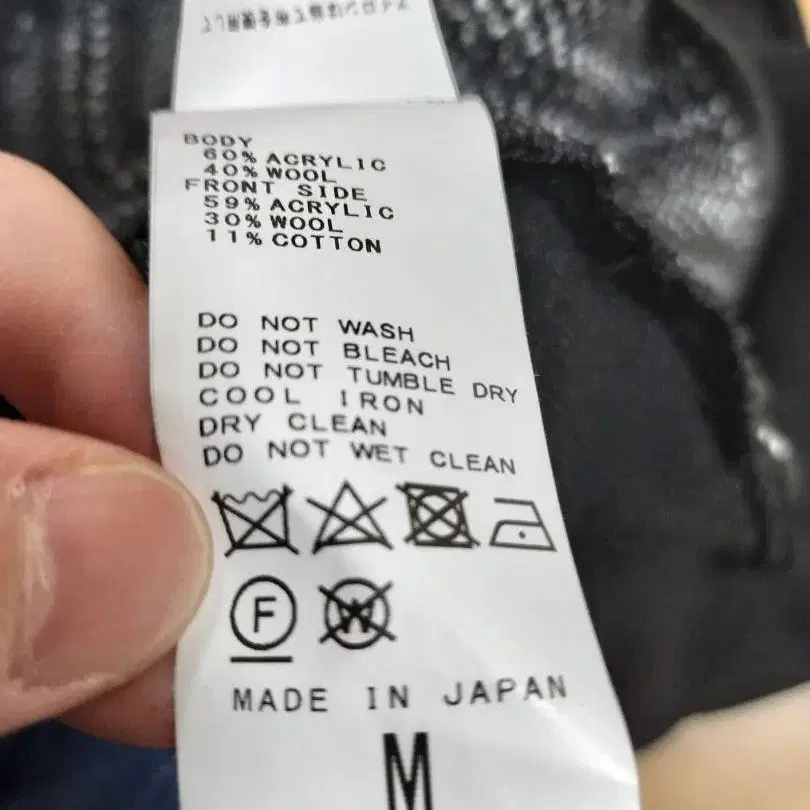 BODY
60% ACRYLIC
40% WOOL
FRONT SIDE
59% ACRYLIC
30% WOOL
11% COTTON
DO NOT WASH
DO NOT BLEACH
DO NOT TUMBLE DRY
COOL IRON
DRY CLEAN
DO NOT WET CLEAN
F W
MADE IN JAPAN
M